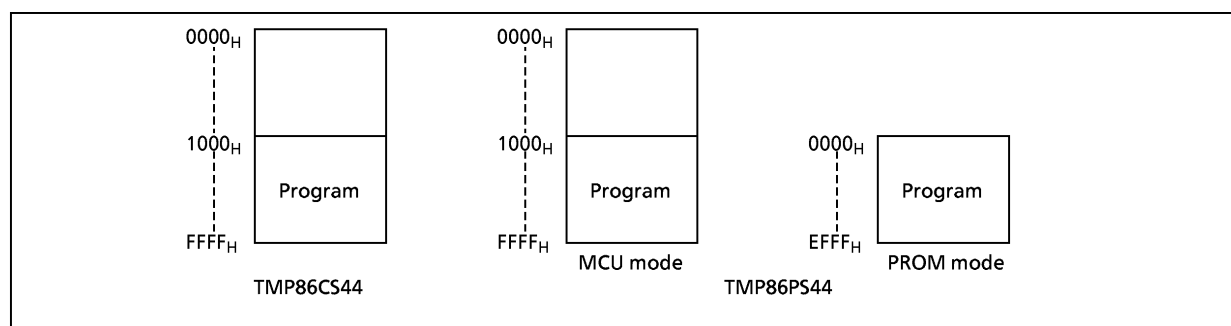 0000H
0000H
1000H
1000H
0000H
Program
Program
Program
FFFFH
FFFFH
EFFFH
MCU mode
PROM mode
TMP86CS44
TMP86PS44